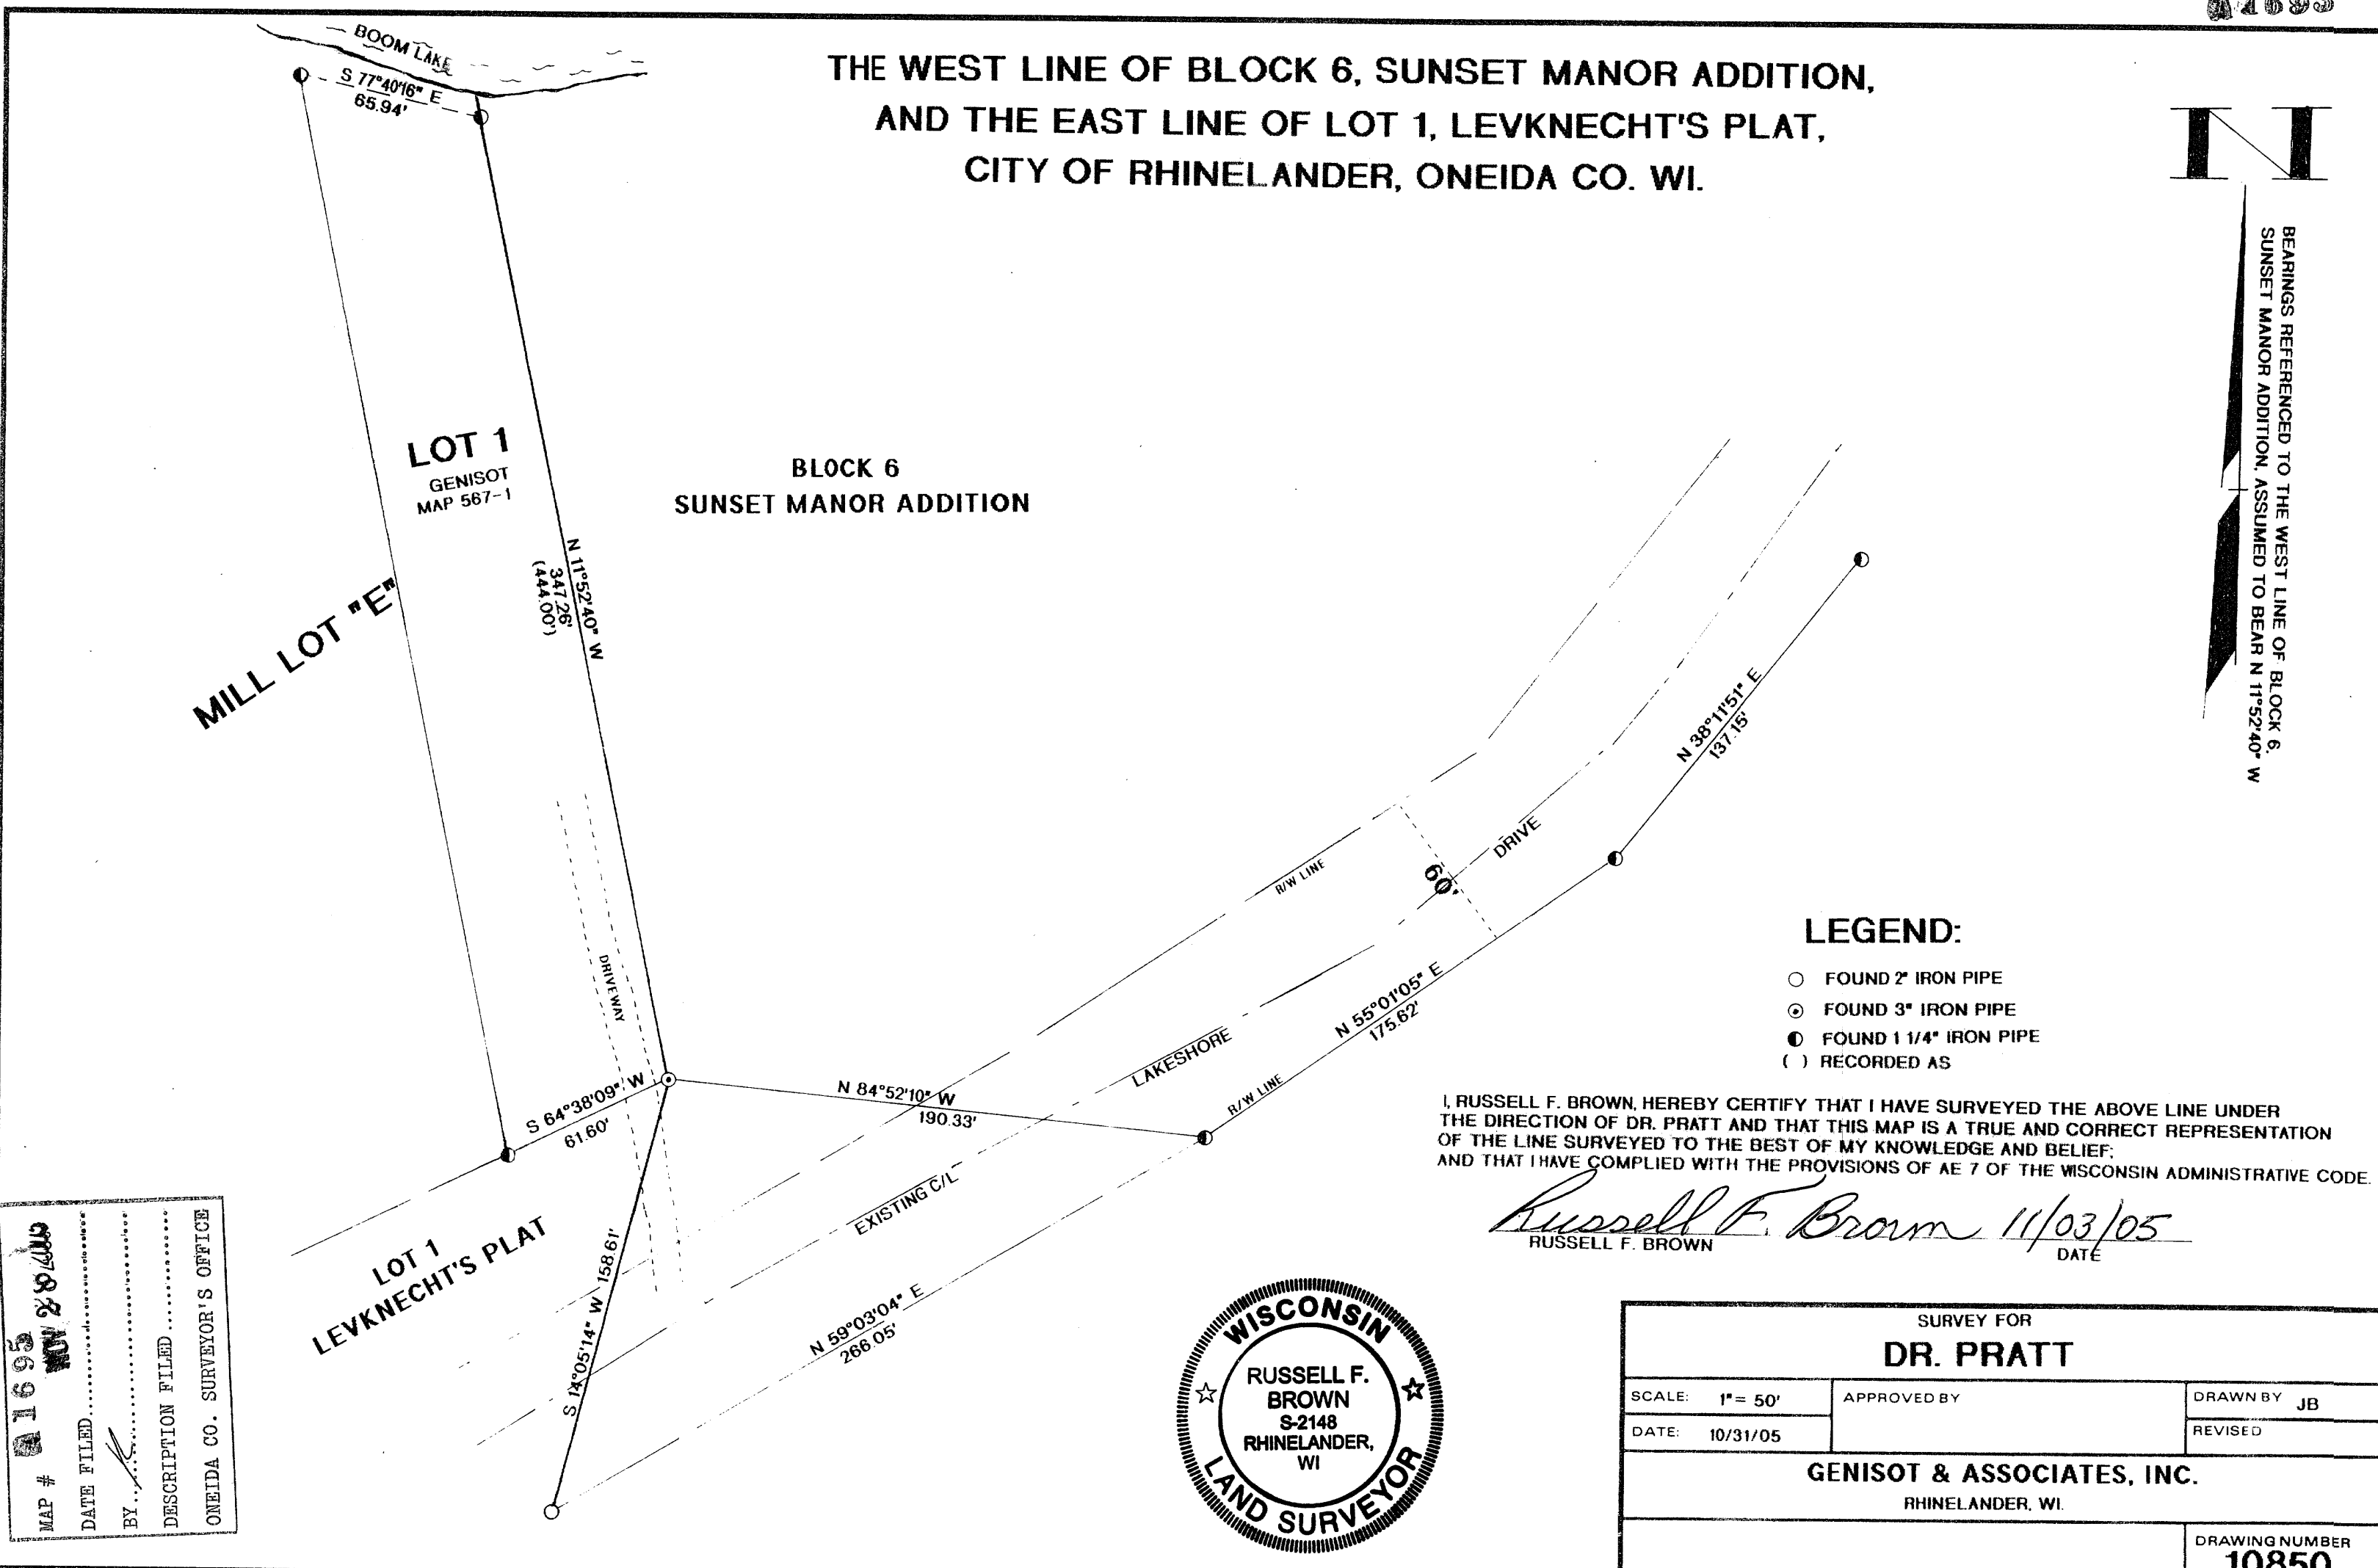 A1695
THE WEST LINE OF BLOCK 6, SUNSET MANOR ADDITION,
AND THE EAST LINE OF LOT 1, LEVKNECHT'S PLAT,
CITY OF RHINELANDER, ONEIDA CO. WI.
N
BEARINGS REFERENCED TO THE WEST LINE OF BLOCK 6,
SUNSET MANOR ADDITION, ASSUMED TO BEAR N 11°52'40" W
BOOM LAKE
S 77°40'16" E
65.94'
LOT 1
GENISOT
MAP 567-1
BLOCK 6
SUNSET MANOR ADDITION
N 11°52'40" W
347.26'
(444.00')
MILL LOT "E"
N 38°11'51" E
137.15'
R/W LINE
60'
DRIVE
DRIVEWAY
N 55°01'05" E
175.62'
LAKESHORE
R/W LINE
S 64°38'09" W
61.60'
N 84°52'10" W
190.33'
EXISTING C/L
LOT 1
LEVKNECHT'S PLAT
S 14°05'14" W 158.61'
N 59°03'04" E
266.05'
LEGEND:
FOUND 2" IRON PIPE
FOUND 3" IRON PIPE
FOUND 1 1/4" IRON PIPE
( ) RECORDED AS
I, RUSSELL F. BROWN, HEREBY CERTIFY THAT I HAVE SURVEYED THE ABOVE LINE UNDER
THE DIRECTION OF DR. PRATT AND THAT THIS MAP IS A TRUE AND CORRECT REPRESENTATION
OF THE LINE SURVEYED TO THE BEST OF MY KNOWLEDGE AND BELIEF;
AND THAT I HAVE COMPLIED WITH THE PROVISIONS OF AE 7 OF THE WISCONSIN ADMINISTRATIVE CODE.
Russell F. Brown 11/03/05
RUSSELL F. BROWN
DATE
MAP # A1695
DATE FILED NOV 28
BY
DESCRIPTION FILED
ONEIDA CO. SURVEYOR'S OFFICE
WISCONSIN
RUSSELL F.
BROWN
S-2148
RHINELANDER,
WI
LAND SURVEYOR
SURVEY FOR
DR. PRATT
SCALE: 1" = 50'
APPROVED BY
DRAWN BY JB
DATE: 10/31/05
REVISED
GENISOT & ASSOCIATES, INC.
RHINELANDER, WI.
DRAWING NUMBER
10850